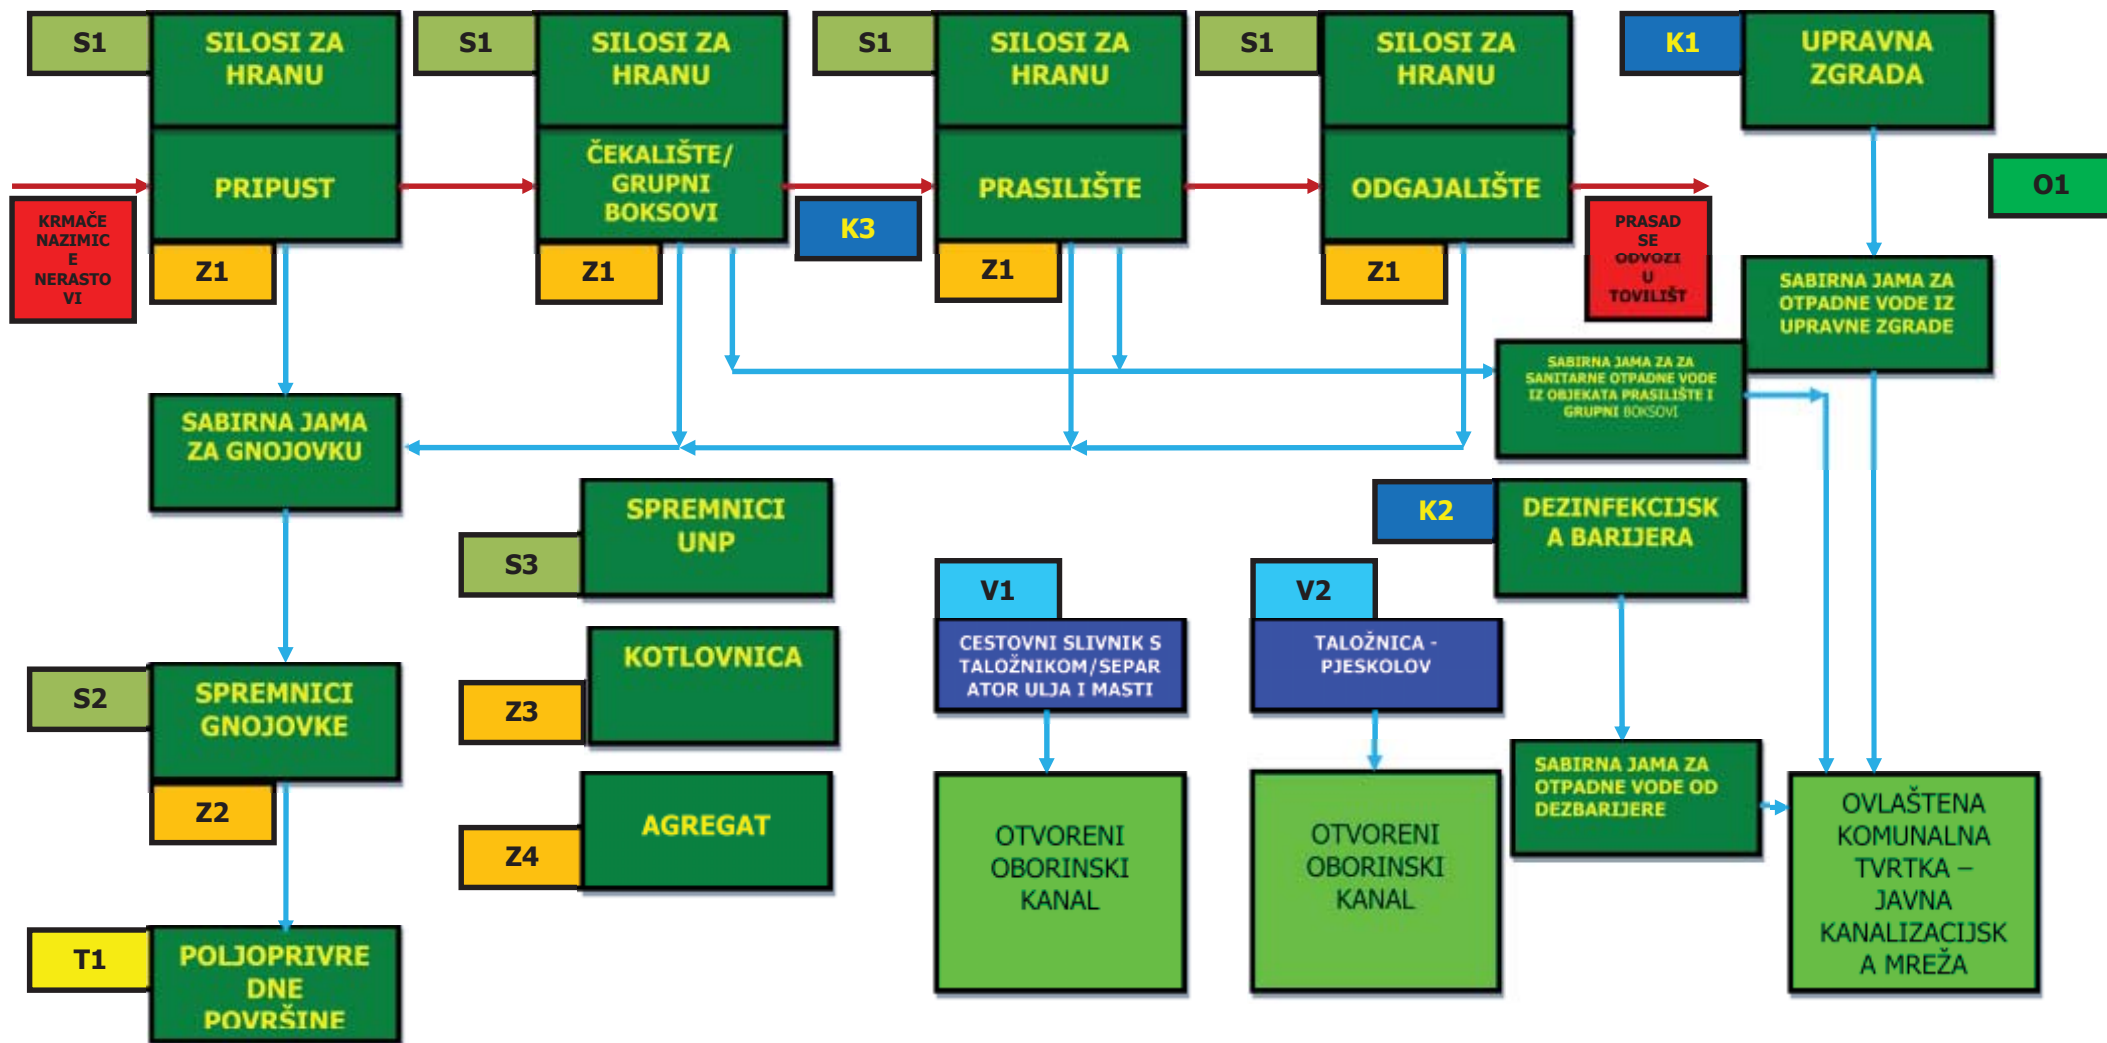 S1
SILOSI ZA
HRANU
S1
SILOSI ZA
HRANU
S1
SILOSI ZA
HRANU
S1
SILOSI ZA
HRANU
K1
UPRAVNA
ZGRADA
PRIPUST
ČEKALIŠTE/
GRUPNI
BOKSOVI
PRASILIŠTE
ODGAJALIŠTE
O1
KRMAČE
NAZIMIC
E
NERASTO
VI
K3
PRASAD
SE
ODVOZI
U
TOVILIŠT
Z1
Z1
Z1
Z1
SABIRNA JAMA ZA
OTPADNE VODE IZ
UPRAVNE ZGRADE
SABIRNA JAMA ZA ZA
SANITARNE OTPADNE VODE
IZ OBJEKATA PRASILIŠTE I
GRUPNI BOKSOVI
SABIRNA JAMA
ZA GNOJOVKU
S3
SPREMNICI
UNP
K2
DEZINFEKCIJSK
A BARIJERA
V1
CESTOVNI SLIVNIK S
TALOŽNIKOM/SEPAR
ATOR ULJA I MASTI
V2
TALOŽNICA -
PJESKOLOV
S2
SPREMNICI
GNOJOVKE
Z3
KOTLOVNICA
Z2
Z4
AGREGAT
OTVORENI
OBORINSKI
KANAL
OTVORENI
OBORINSKI
KANAL
SABIRNA JAMA ZA
OTPADNE VODE OD
DEZBARIJERE
OVLAŠTENA
KOMUNALNA
TVRTKA –
JAVNA
KANALIZACIJSK
A MREŽA
T1
POLJOPRIVRE
DNE
POVRŠINE